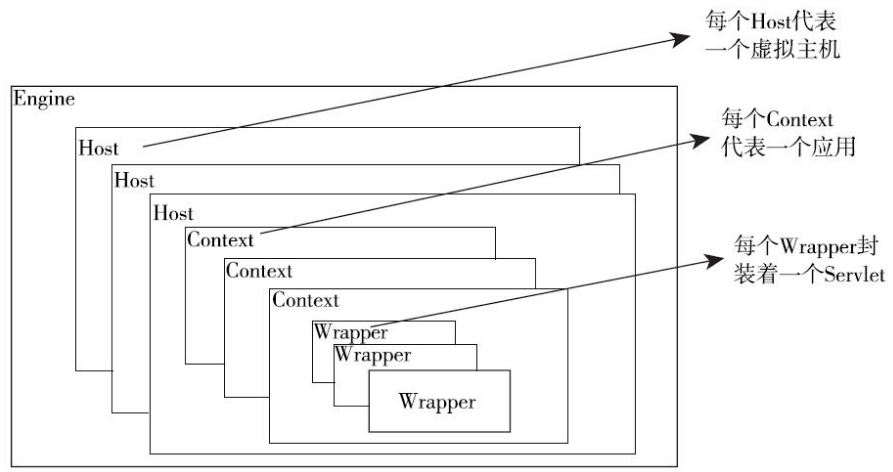 每个Host代表
一个虚拟主机
Engine
每个Context
代表一个应用
Host
Host
Host
Context
每个Wrapper封
装着一个Servlet
Context
Context
Wrapper
Wrapper
Wrapper